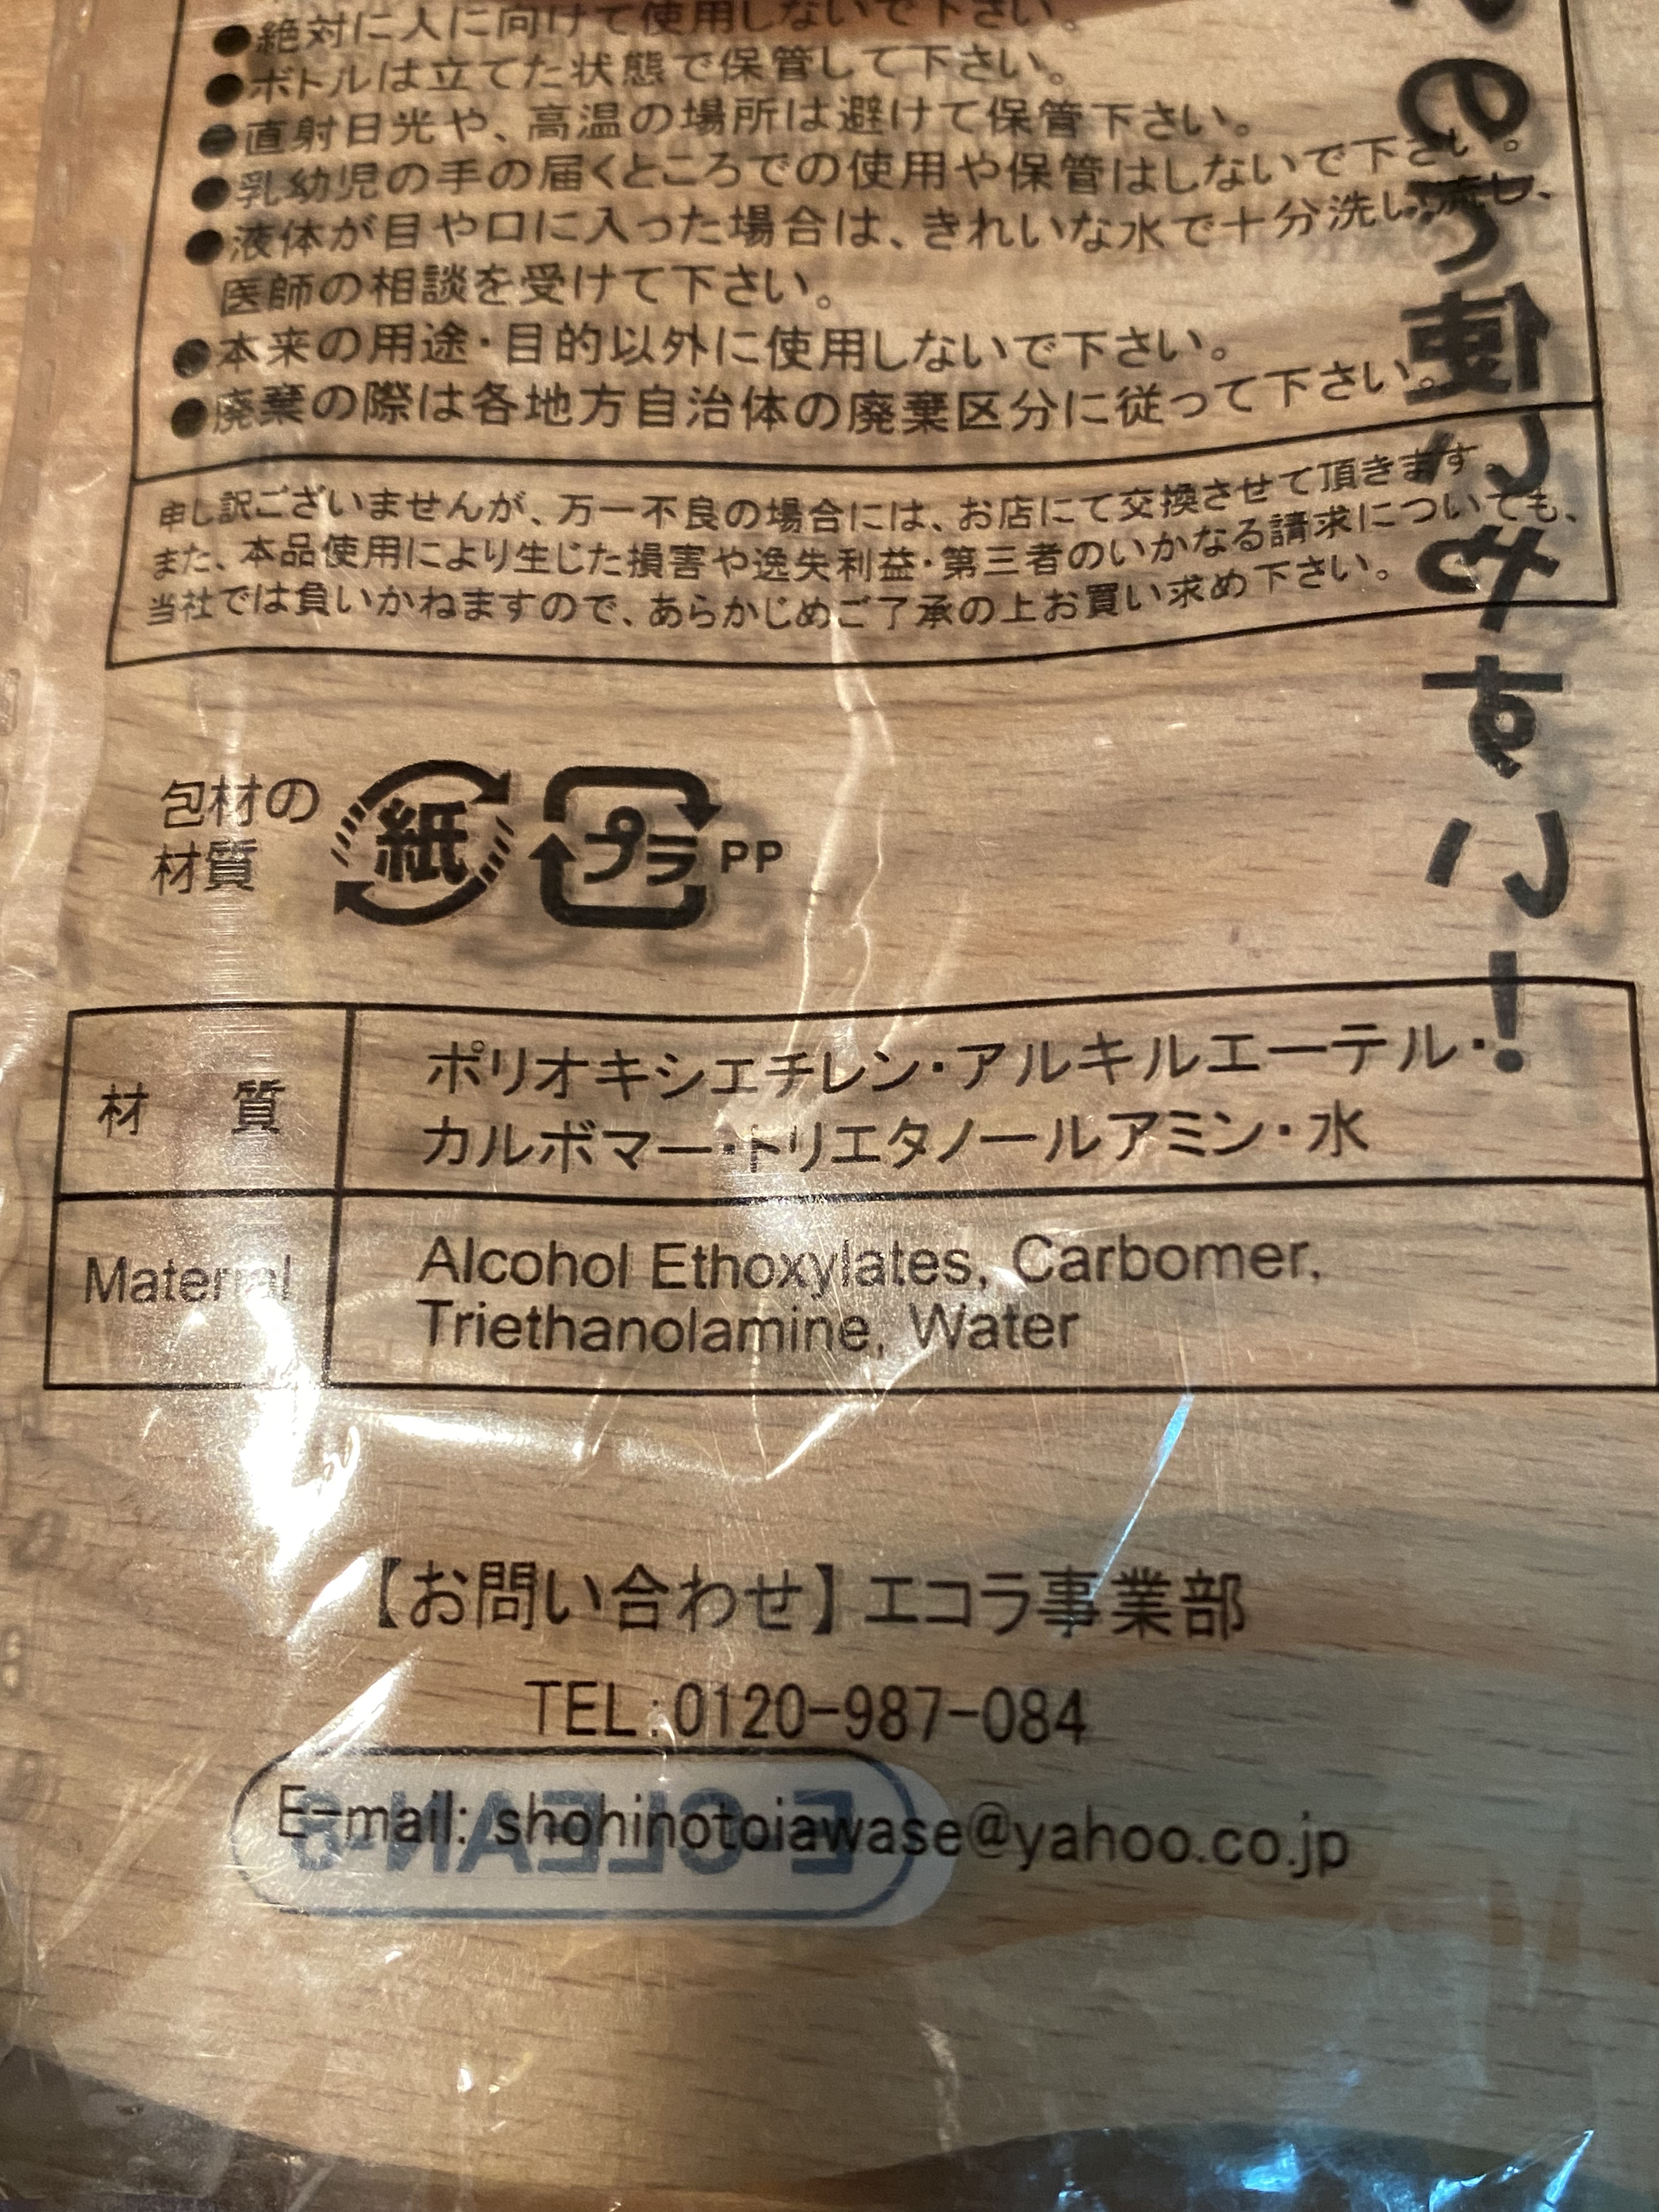 ●絶対に人に向けて使用しないで下さい。
●ボトルは立てた状態で保管して下さい。
●直射日光や、高温の場所は避けて保管下さい。
●乳幼児の手の届くところでの使用や保管はしないで下さい。
●液体が目や口に入った場合は、きれいな水で十分洗い流し、
医師の相談を受けて下さい。
●本来の用途・目的以外に使用しないで下さい。
●廃棄の際は各地方自治体の廃棄区分に従って下さい。
申し訳ございませんが、万一不良の場合には、お店にて交換させて頂きます
また、本品使用により生じた損害や逸失利益・第三者のいかなる請求についても、
当社では負いかねますので、あらかじめご了承の上お買い求め下さい。
ので使いやすい!
包材の
材質
紙
プラ PP
材 質
ポリオキシエチレン・アルキルエーテル・
カルボマー・トリエタノールアミン・水
Material
Alcohol Ethoxylates, Carbomer,
Triethanolamine, Water
【お問い合わせ】エコラ事業部
TEL:0120-987-084
E-mail: shohinotoiawase@yahoo.co.jp
E-CLEAN-S